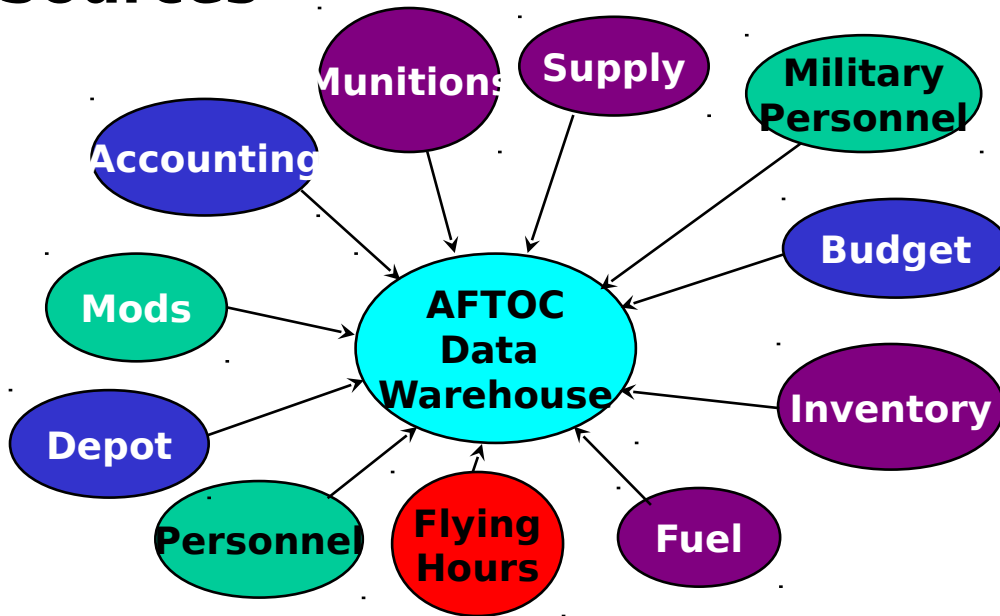 Munitions
Supply
Military
Personnel
Accounting
Budget
Mods
AFTOC
Data
Warehouse
Inventory
Depot
Personnel
Flying
Hours
Fuel